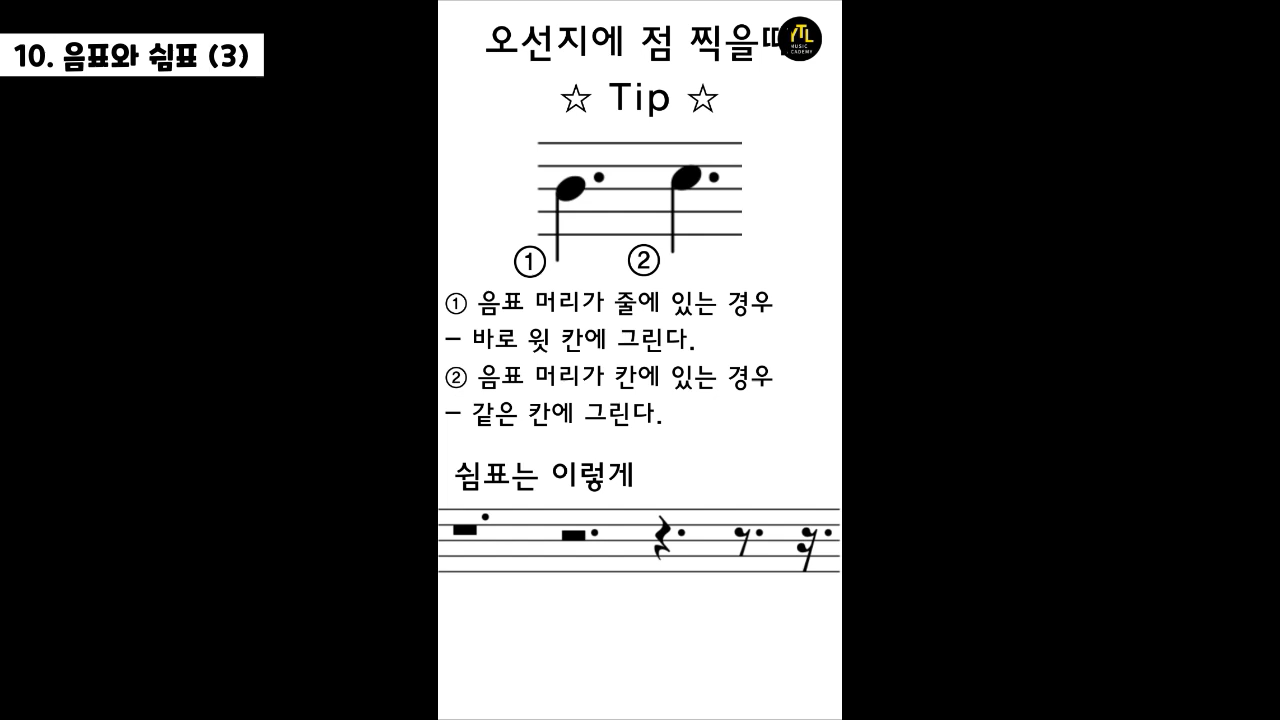 10. 음표와 쉼표 (3)
오선지에 점 찍을때
YTL
MUSIC
ACADEMY
☆ Tip ☆
① ②
① 음표 머리가 줄에 있는 경우
- 바로 윗 칸에 그린다.
② 음표 머리가 칸에 있는 경우
- 같은 칸에 그린다.
쉼표는 이렇게